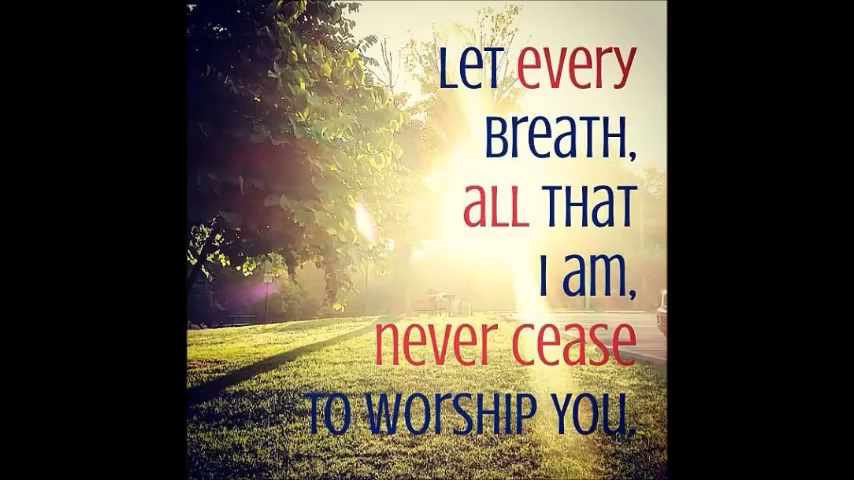 LeT every
BreaTH,
aLL THaT
I am,
never cease
TO WOrSHIP YOU.